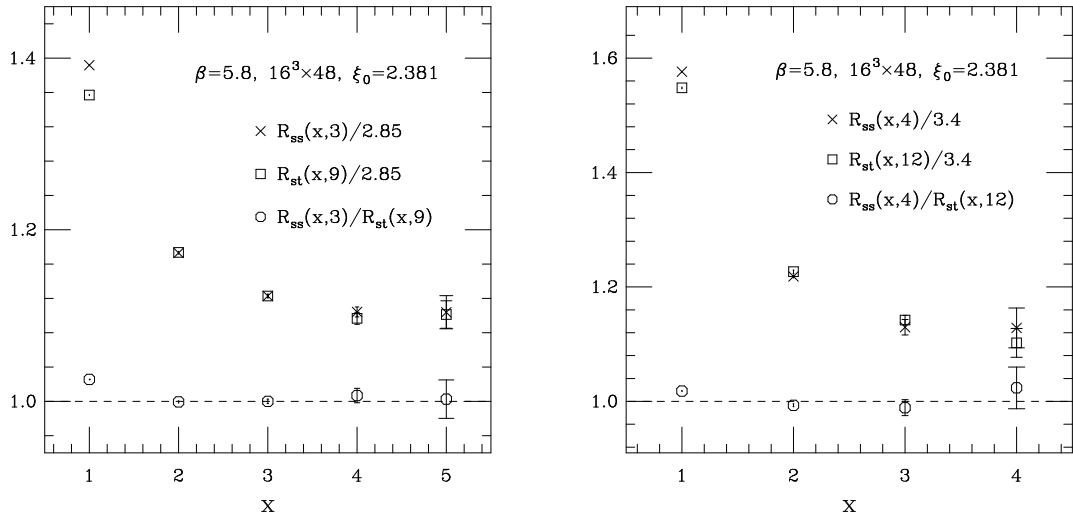 1.4
1.2
1.0
β=5.8, 16³×48, ξ₀=2.381
× R_ss(x,3)/2.85
□ R_st(x,9)/2.85
○ R_ss(x,3)/R_st(x,9)
1 2 3 4 5
x
1.6
1.4
1.2
1.0
β=5.8, 16³×48, ξ₀=2.381
× R_ss(x,4)/3.4
□ R_st(x,12)/3.4
○ R_ss(x,4)/R_st(x,12)
1 2 3 4
x